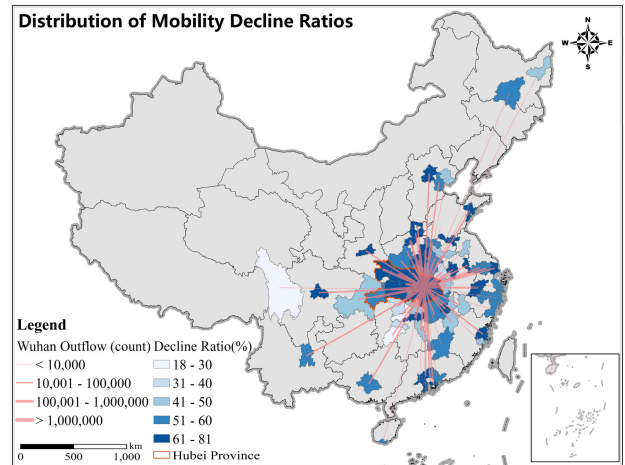 Distribution of Mobility Decline Ratios
N
W E
S
Legend
Wuhan Outflow (count) Decline Ratio(%)
< 10,000 18 - 30
10,001 - 100,000 31 - 40
100,001 - 1,000,000 41 - 50
> 1,000,000 51 - 60
61 - 81
km
0 500 1,000 Hubei Province